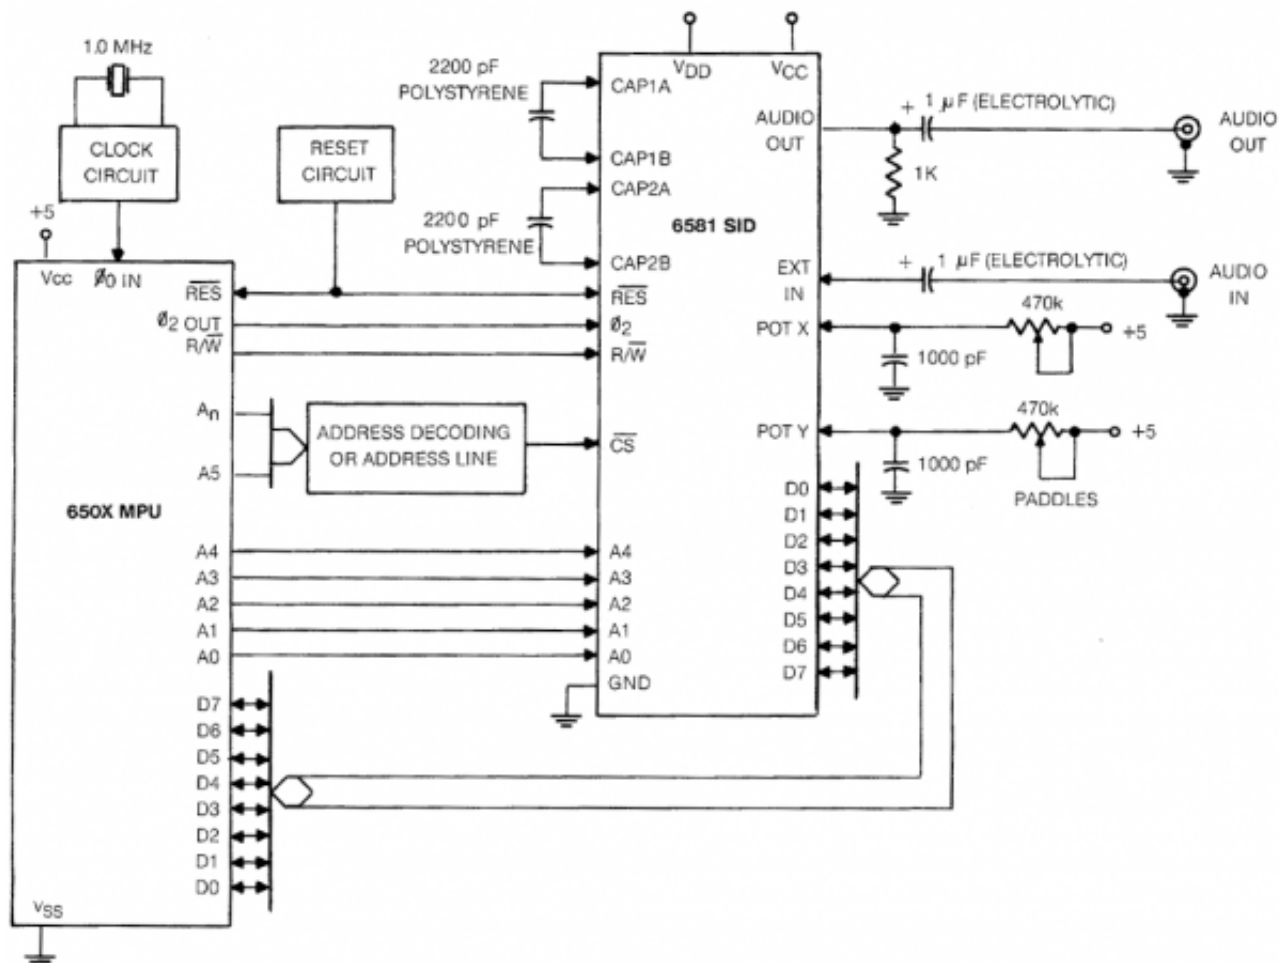 1.0 MHz
CLOCK
CIRCUIT
RESET
CIRCUIT
2200 pF
POLYSTYRENE
2200 pF
POLYSTYRENE
+5
Vcc
Ø0 IN
RES
Ø2 OUT
R/W
An
A5
650X MPU
A4
A3
A2
A1
A0
D7
D6
D5
D4
D3
D2
D1
D0
VSS
ADDRESS DECODING
OR ADDRESS LINE
VDD
VCC
CAP1A
CAP1B
CAP2A
CAP2B
RES
Ø2
R/W
CS
A4
A3
A2
A1
A0
GND
6581 SID
AUDIO
OUT
EXT
IN
POT X
POT Y
D0
D1
D2
D3
D4
D5
D6
D7
+
1 µF (ELECTROLYTIC)
1K
AUDIO
OUT
+
1 µF (ELECTROLYTIC)
AUDIO
IN
470k
+5
1000 pF
470k
+5
1000 pF
PADDLES